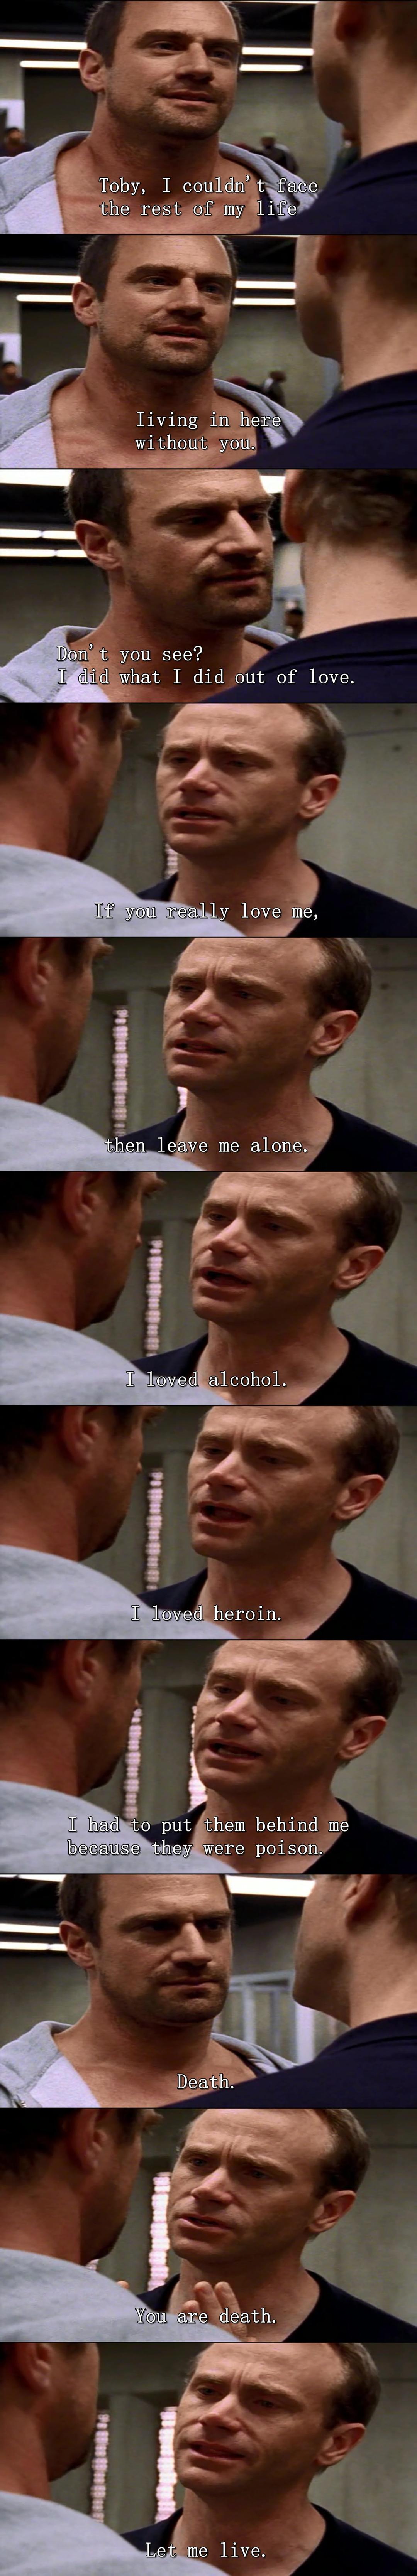 Toby, I couldn't face
the rest of my life
Iiving in here
without you.
Don't you see?
I did what I did out of love.
If you really love me,
then leave me alone.
I loved alcohol.
I loved heroin.
I had to put them behind me
because they were poison.
Death.
You are death.
Let me live.